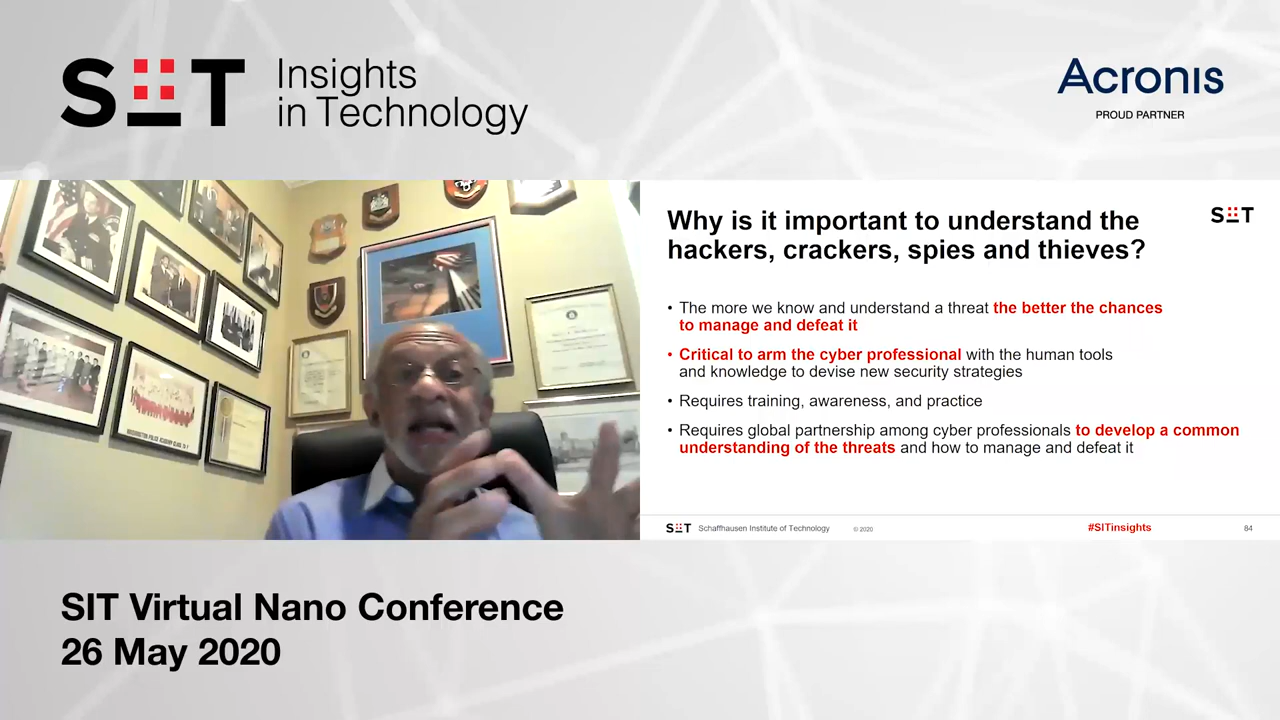 SIT
Insights
in Technology
Acronis
PROUD PARTNER
WASHINGTON POLICE ACADEMY CLASS
Why is it important to understand the
hackers, crackers, spies and thieves?
SIT
• The more we know and understand a threat the better the chances
to manage and defeat it
• Critical to arm the cyber professional with the human tools
and knowledge to devise new security strategies
• Requires training, awareness, and practice
• Requires global partnership among cyber professionals to develop a common
understanding of the threats and how to manage and defeat it
SIT Schaffhausen Institute of Technology © 2020 #SITinsights 84
SIT Virtual Nano Conference
26 May 2020